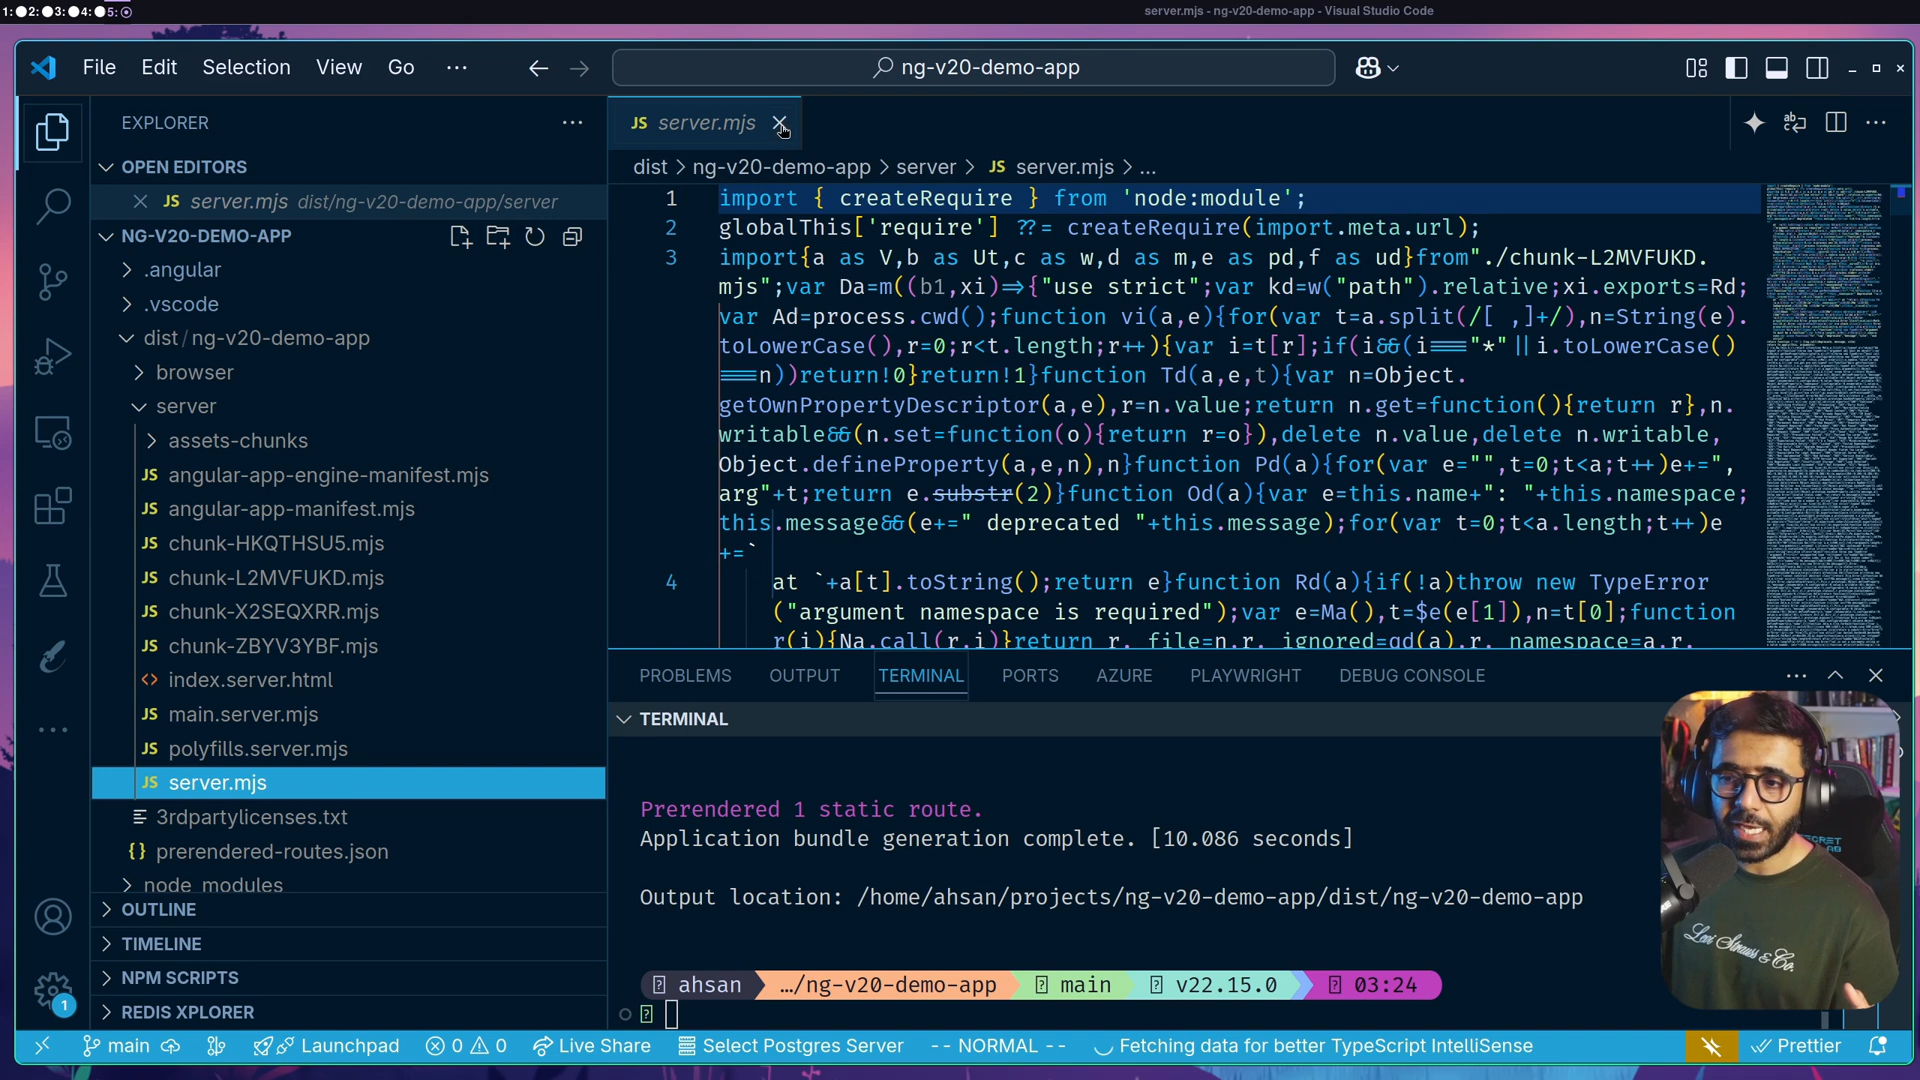 1: 2: 3: 4: 5:
server.mjs - ng-v20-demo-app - Visual Studio Code
File Edit Selection View Go ...
ng-v20-demo-app
EXPLORER
OPEN EDITORS
JS server.mjs dist/ng-v20-demo-app/server
NG-V20-DEMO-APP
.angular
.vscode
dist / ng-v20-demo-app
browser
server
assets-chunks
JS angular-app-engine-manifest.mjs
JS angular-app-manifest.mjs
JS chunk-HKQTHSU5.mjs
JS chunk-L2MVFUKD.mjs
JS chunk-X2SEQXRR.mjs
JS chunk-ZBYV3YBF.mjs
<> index.server.html
JS main.server.mjs
JS polyfills.server.mjs
JS server.mjs
3rdpartylicenses.txt
{} prerendered-routes.json
node_modules
OUTLINE
TIMELINE
NPM SCRIPTS
REDIS XPLORER
1
JS server.mjs
dist > ng-v20-demo-app > server > JS server.mjs > ...
1 import { createRequire } from 'node:module';
2 globalThis['require'] ??= createRequire(import.meta.url);
3 import{a as V,b as Ut,c as w,d as m,e as pd,f as ud}from"./chunk-L2MVFUKD.
mjs";var Da=m((b1,xi)=>{"use strict";var kd=w("path").relative;xi.exports=Rd;
var Ad=process.cwd();function vi(a,e){for(var t=a.split(/[ ,]+/),n=String(e).
toLowerCase(),r=0;r<t.length;r++){var i=t[r];if(i&&(i==="*"||i.toLowerCase()
===n))return!0}return!1}function Td(a,e,t){var n=Object.
getOwnPropertyDescriptor(a,e),r=n.value;return n.get=function(){return r},n.
writable&&(n.set=function(o){return r=o}),delete n.value,delete n.writable,
Object.defineProperty(a,e,n),n}function Pd(a){for(var e="",t=0;t<a;t++)e+=",
arg"+t;return e.substr(2)}function Od(a){var e=this.name+": "+this.namespace;
this.message&&(e+=" deprecated "+this.message);for(var t=0;t<a.length;t++)e
+=`
4 at `+a[t].toString();return e}function Rd(a){if(!a)throw new TypeError
("argument namespace is required");var e=Ma(),t=$e(e[1]),n=t[0];function
r(i){Na.call(r,i)}return r._file=n,r._ignored=qd(a),r._namespace=a,r.
PROBLEMS OUTPUT TERMINAL PORTS AZURE PLAYWRIGHT DEBUG CONSOLE
TERMINAL
Prerendered 1 static route.
Application bundle generation complete. [10.086 seconds]
Output location: /home/ahsan/projects/ng-v20-demo-app/dist/ng-v20-demo-app
ahsan …/ng-v20-demo-app main v22.15.0 03:24
Levi Strauss & Co.
main Launchpad 0 0 Live Share Select Postgres Server -- NORMAL -- Fetching data for better TypeScript IntelliSense Prettier